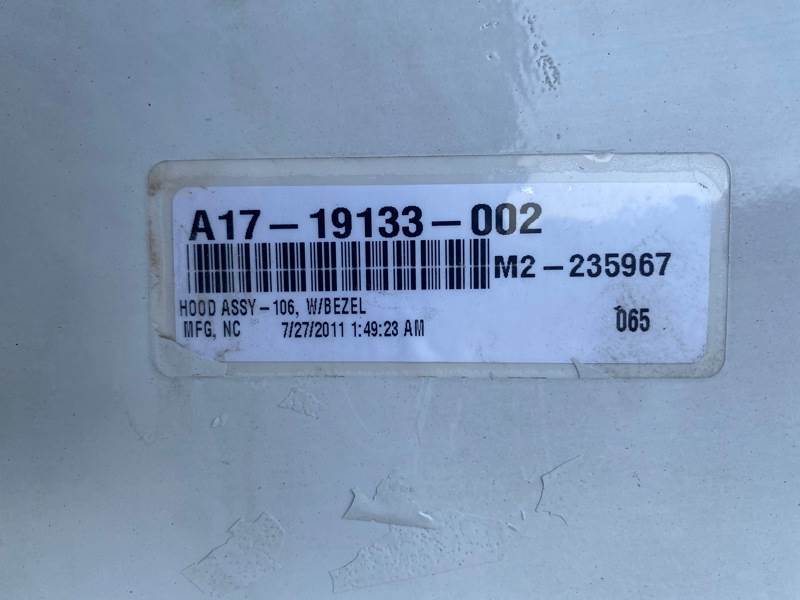 A17-19133-002
M2-235967
HOOD ASSY-106, W/BEZEL
MFG, NC 7/27/2011 1:49:23 AM 065